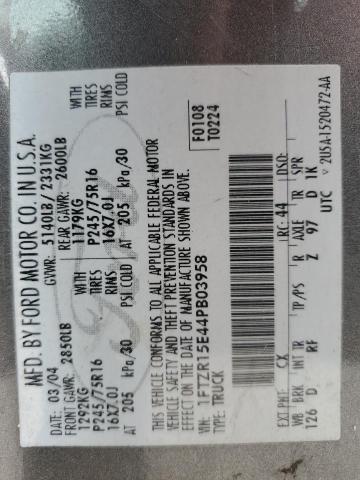 MFD. BY FORD MOTOR CO. IN U.S.A.
DATE: 03/04 GVWR: 5140LB/ 2331KG
FRONT GAWR: 2850LB REAR GAWR: 2600LB
1292KG 1179KG WITH
P245/75R16 P245/75R16 TIRES
16X7.0J 16X7.0J RIMS
AT 205 kPa/30 PSI COLD AT 205 kPa/30 PSI COLD
THIS VEHICLE CONFORMS TO ALL APPLICABLE FEDERAL MOTOR
VEHICLE SAFETY AND THEFT PREVENTION STANDARDS IN
EFFECT ON THE DATE OF MANUFACTURE SHOWN ABOVE.
VIN: 1FTZR15E44PB03958 F0108
TYPE: TRUCK T0224
EXT PNT: CX RC: 44 DSO:
WB BRK INT TR TP/PS R AXLE TR SPR
126 D RF Z 97 D 1K
UTC
2U5A-1520472-AA